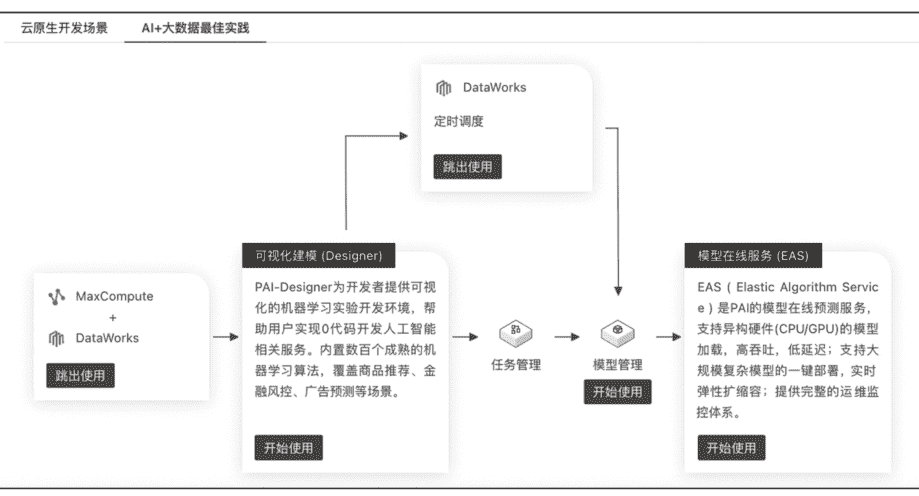 云原生开发场景 AI+大数据最佳实践
DataWorks
定时调度
跳出使用
MaxCompute
+
DataWorks
跳出使用
可视化建模 (Designer)
PAI-Designer为开发者提供可视
化的机器学习实验开发环境，帮
助用户实现0代码开发人工智能
相关服务。内置数百个成熟的机
器学习算法，覆盖商品推荐、金
融风控、广告预测等场景。
开始使用
任务管理
模型管理
开始使用
模型在线服务 (EAS)
EAS ( Elastic Algorithm Servic
e ) 是PAI的模型在线预测服务，
支持异构硬件(CPU/GPU)的模型
加载，高吞吐，低延迟；支持大
规模复杂模型的一键部署，实时
弹性扩缩容；提供完整的运维监
控体系。
开始使用